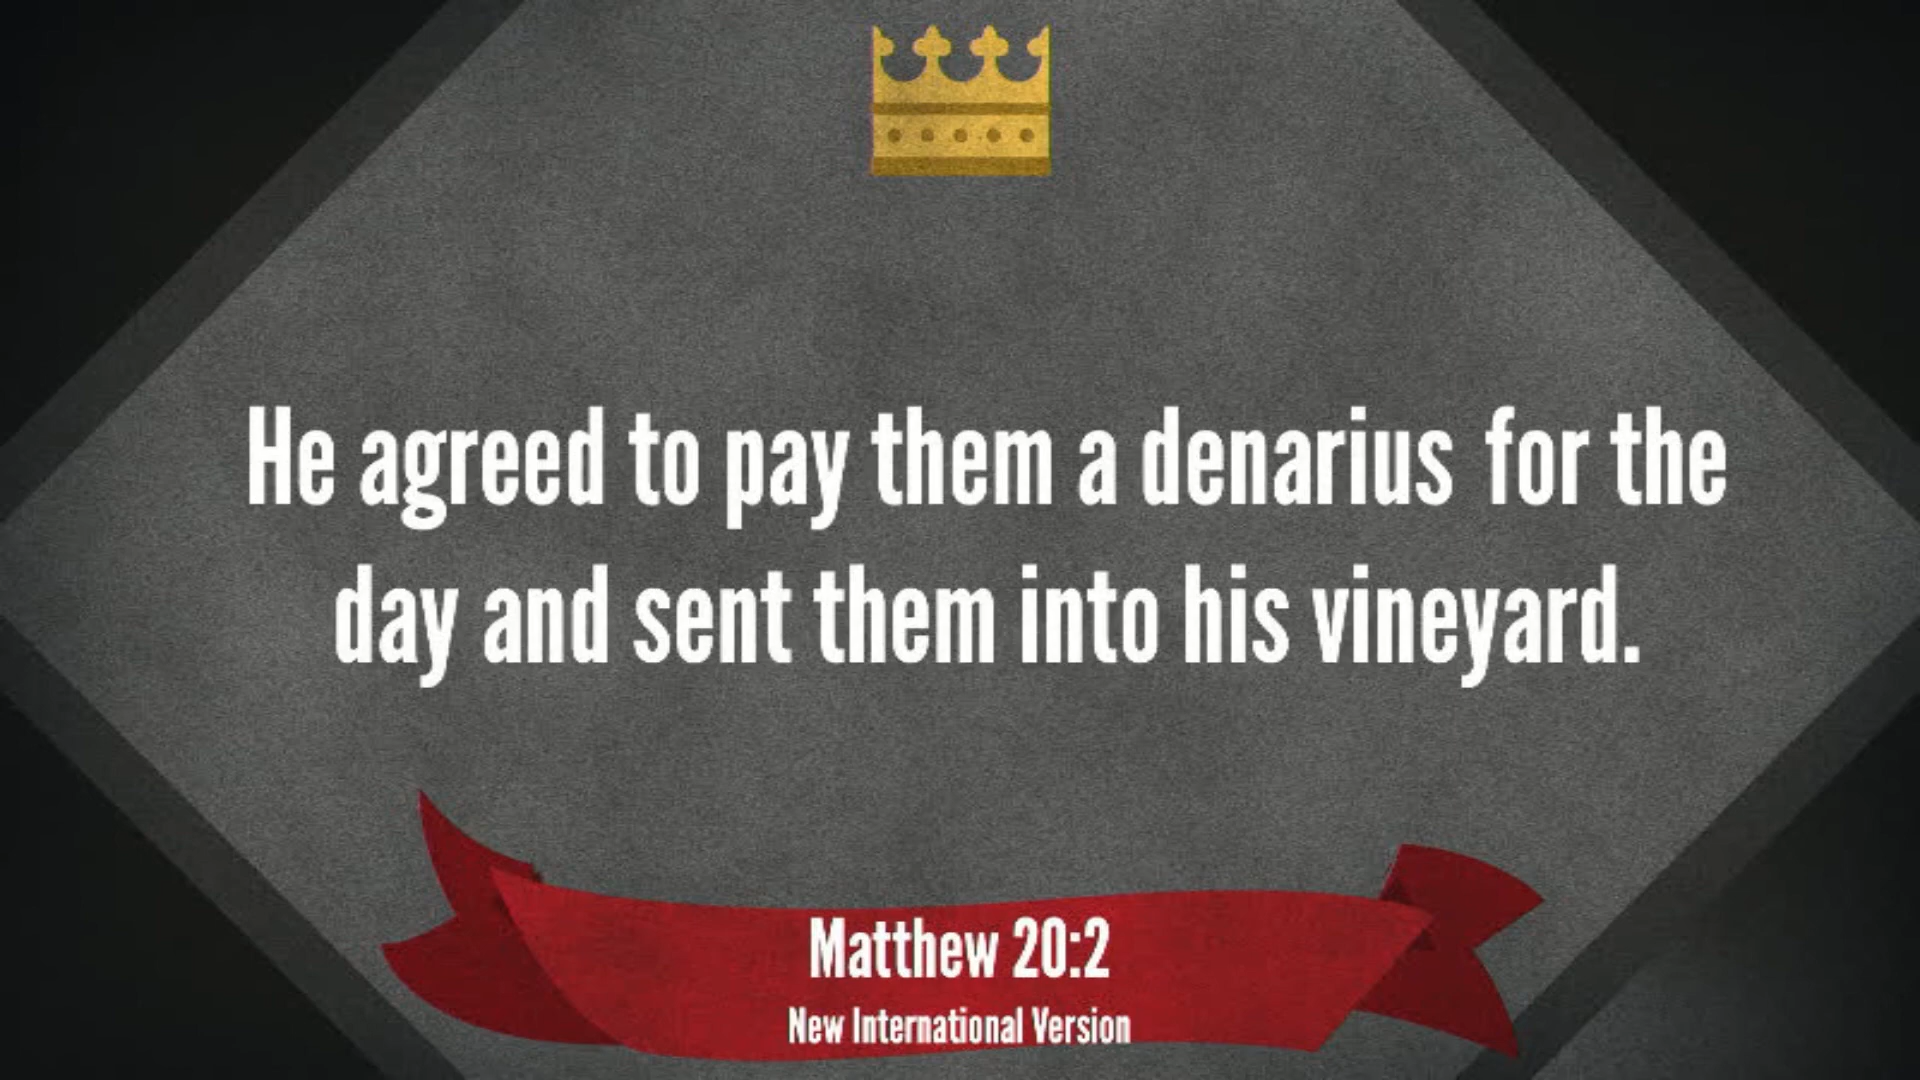 He agreed to pay them a denarius for the
day and sent them into his vineyard.
Matthew 20:2
New International Version